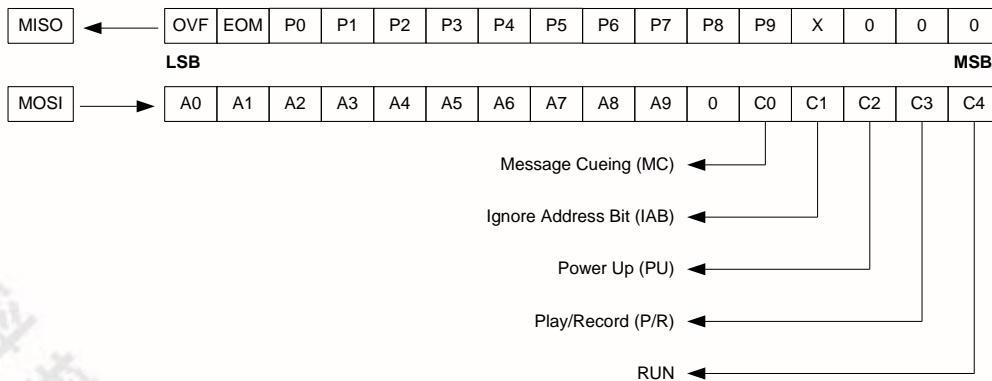 MISO OVF EOM P0 P1 P2 P3 P4 P5 P6 P7 P8 P9 X 0 0 0
LSB MSB
MOSI A0 A1 A2 A3 A4 A5 A6 A7 A8 A9 0 C0 C1 C2 C3 C4
Message Cueing (MC)
Ignore Address Bit (IAB)
Power Up (PU)
Play/Record (P/R)
RUN